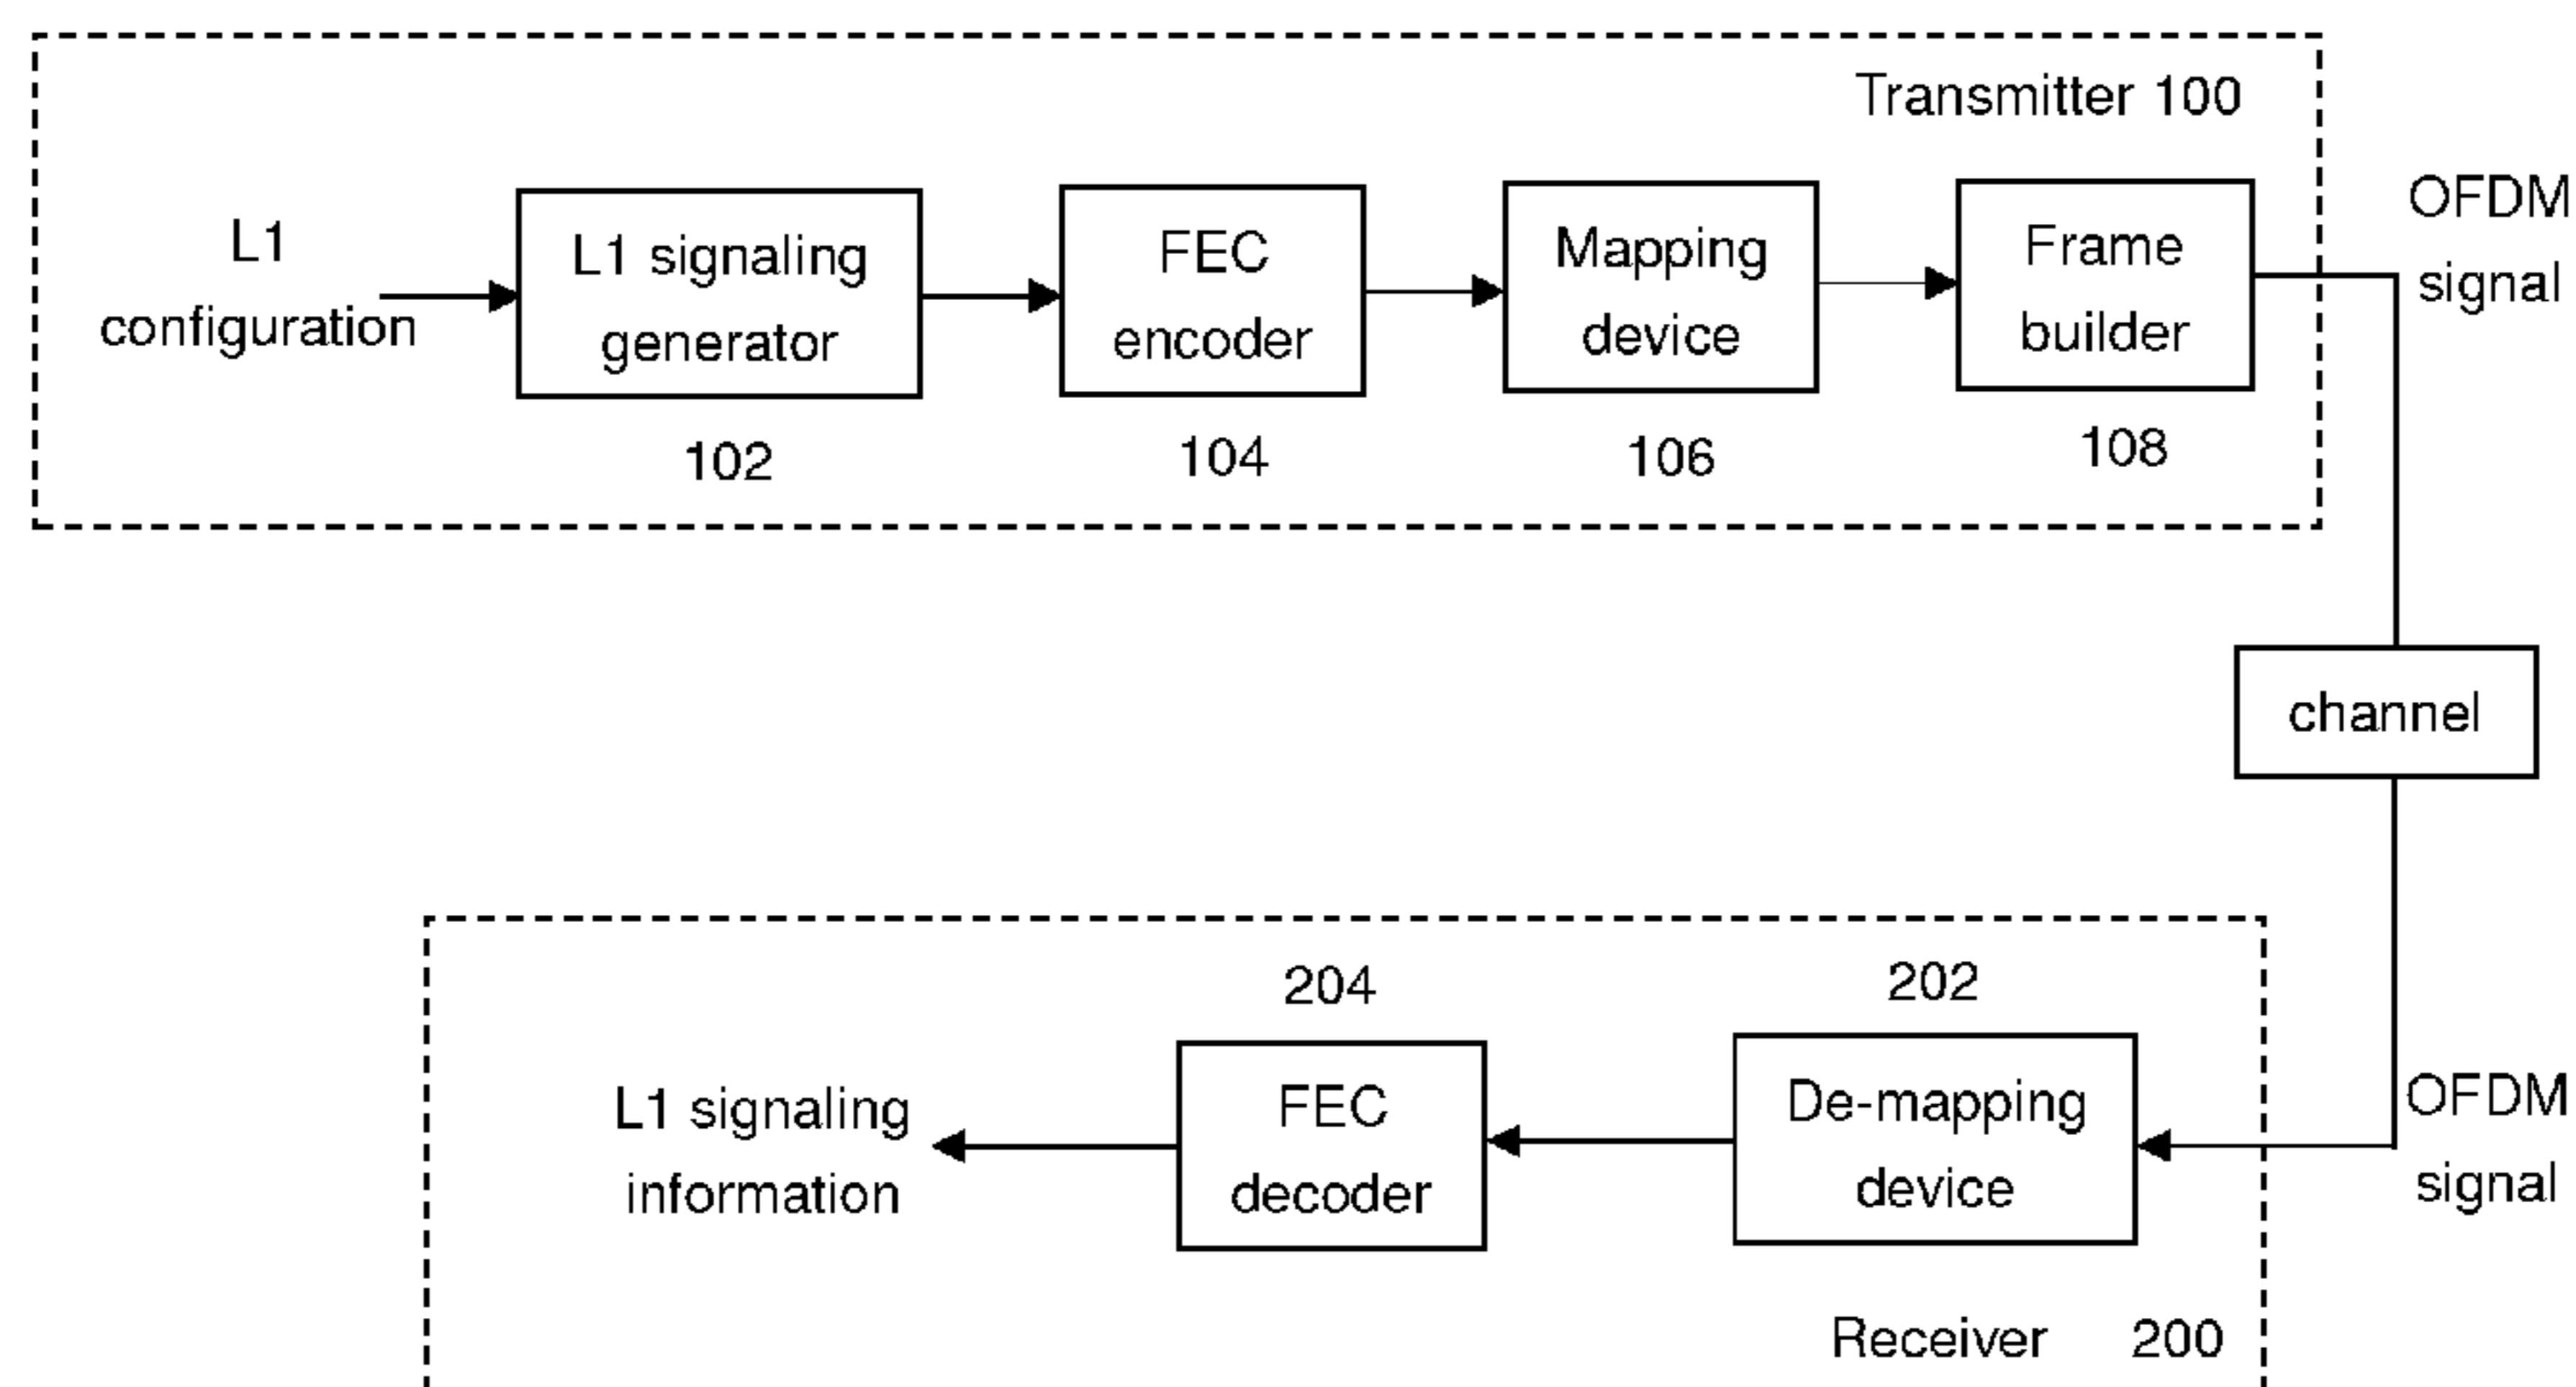 Transmitter 100
L1
configuration
L1 signaling
generator
102
FEC
encoder
104
Mapping
device
106
Frame
builder
108
OFDM
signal
channel
OFDM
signal
202
De-mapping
device
204
FEC
decoder
L1 signaling
information
Receiver 200